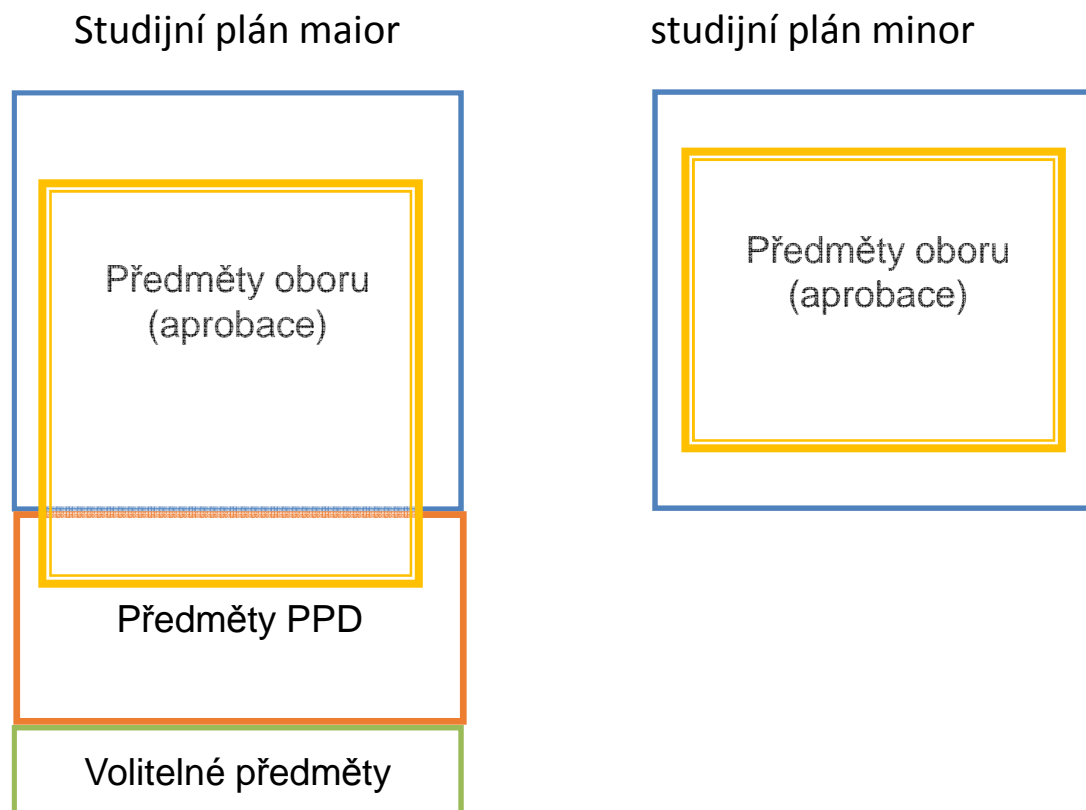 Studijní plán maior
studijní plán minor
Předměty oboru
(aprobace)
Předměty oboru
(aprobace)
Předměty PPD
Volitelné předměty